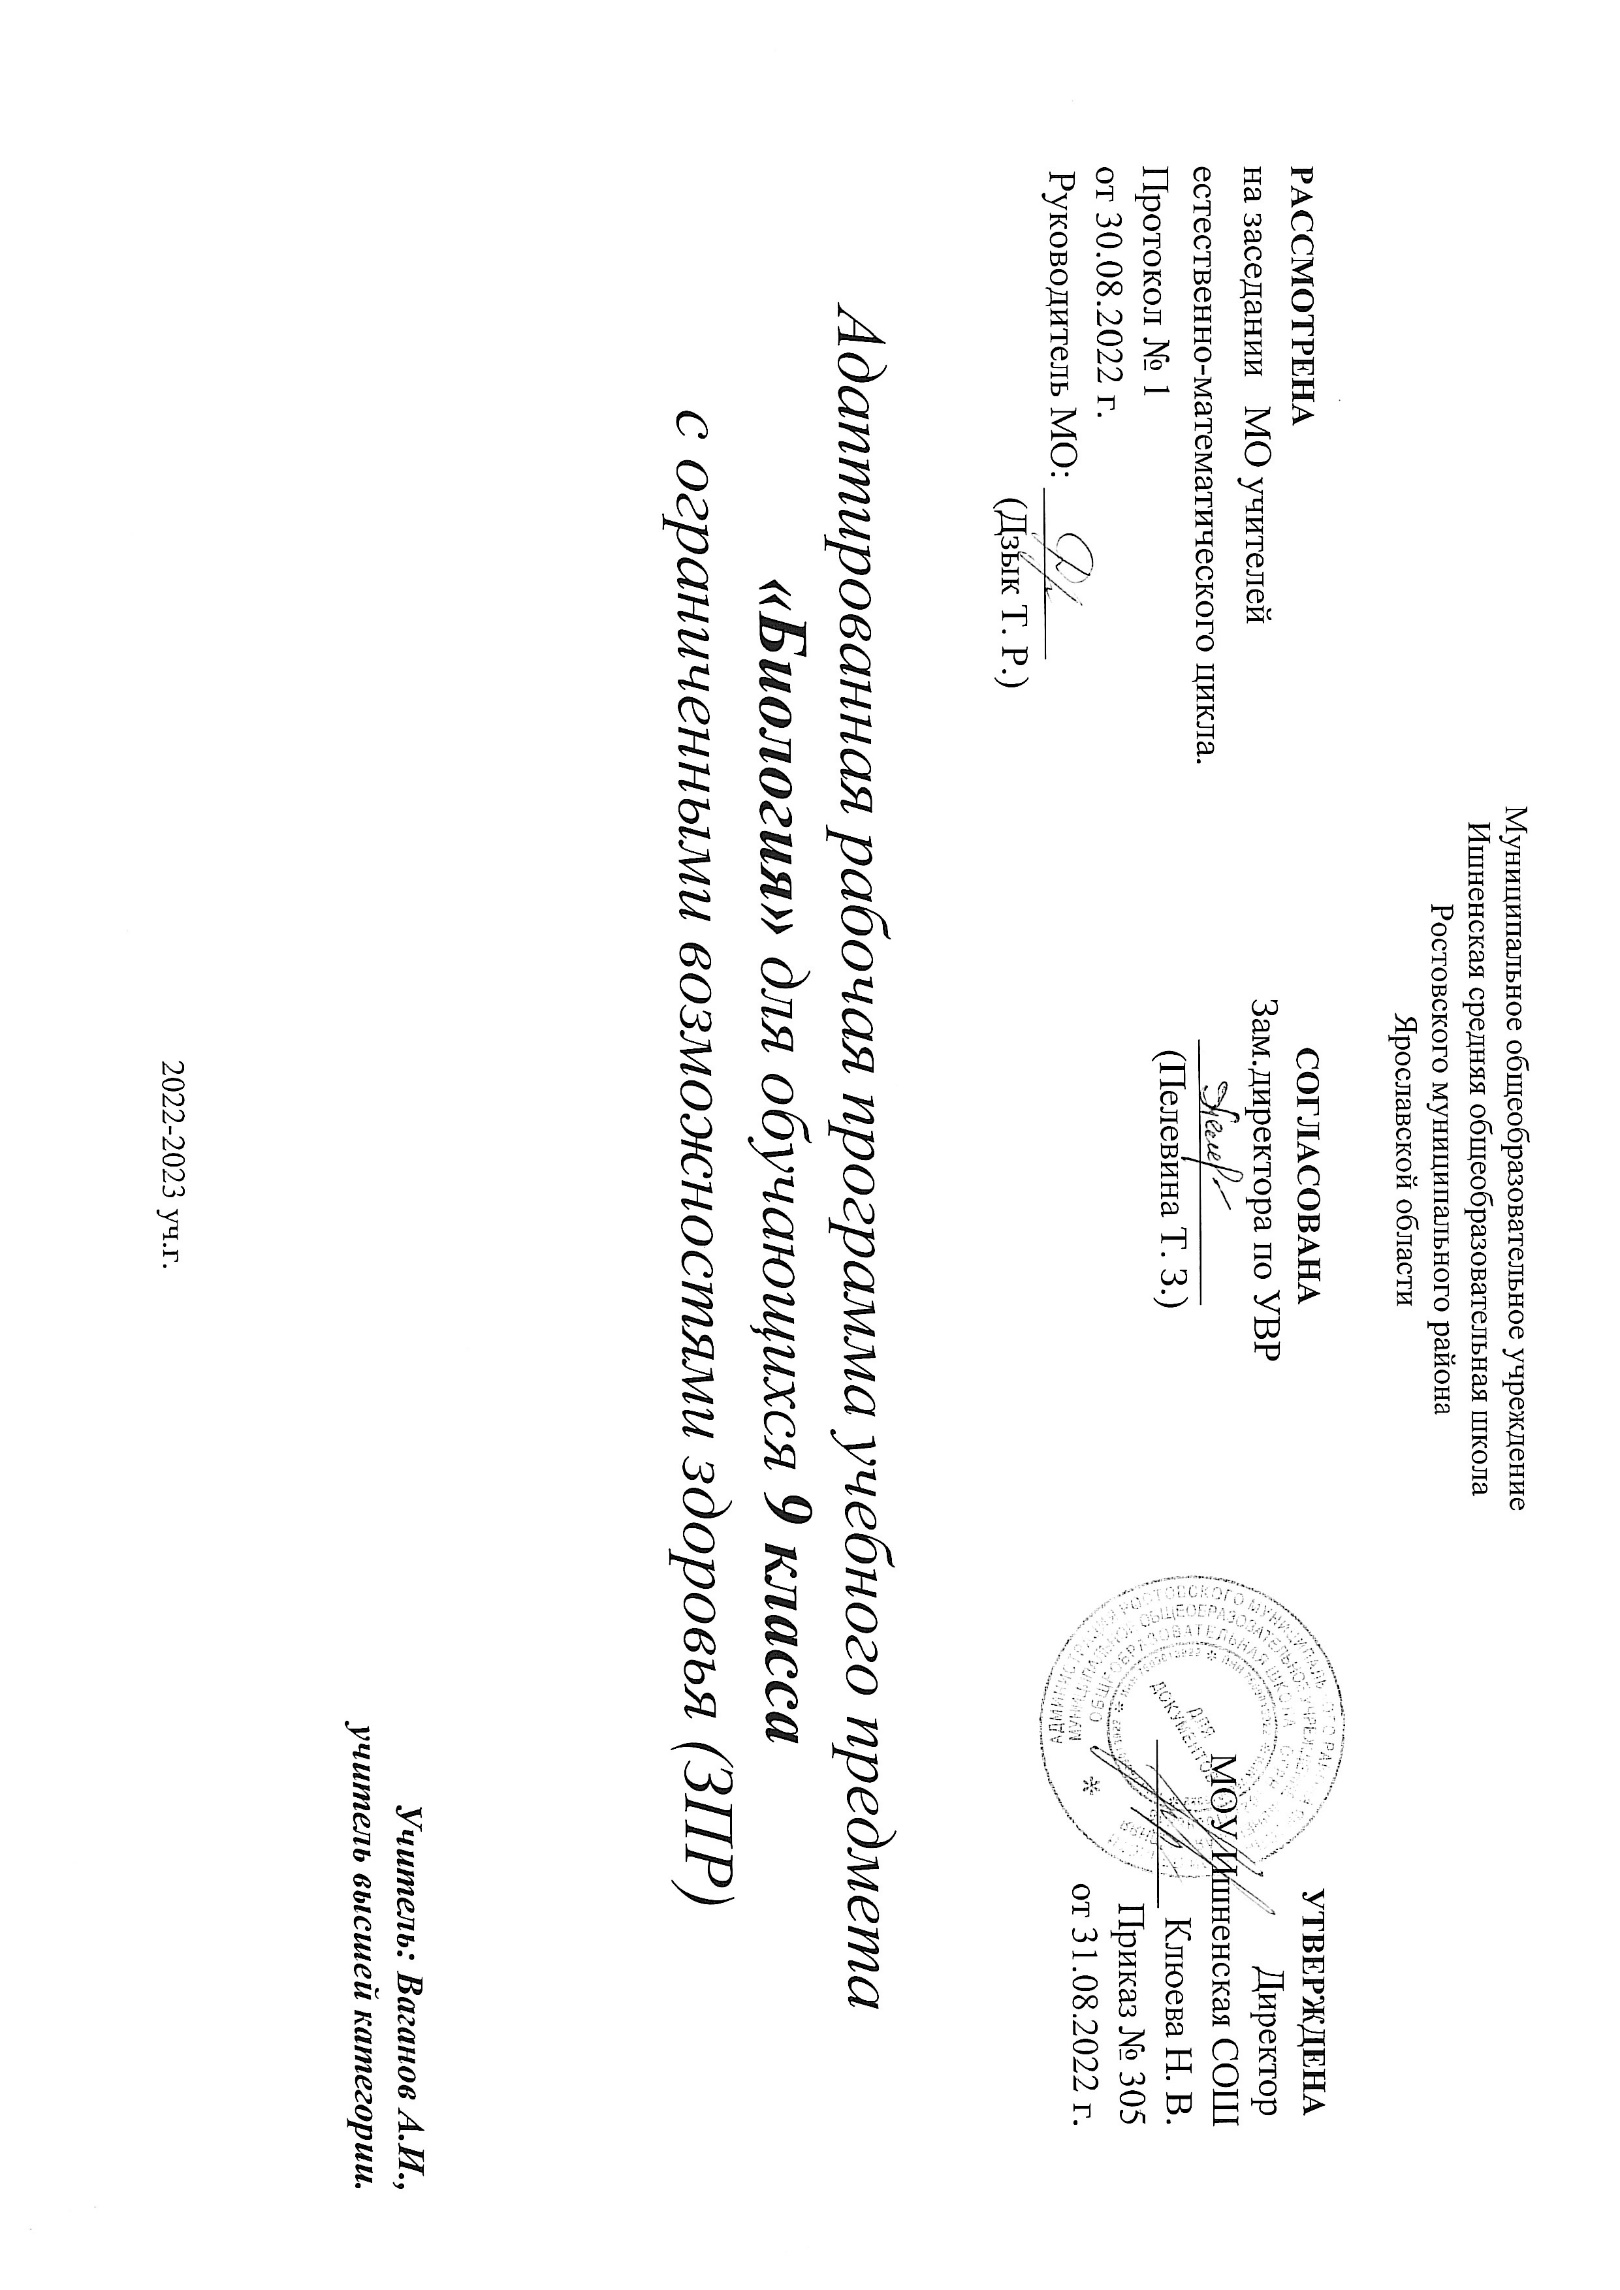 Муниципальное общеобразовательное учреждение
Ишненская средняя общеобразовательная школа
Ростовского муниципального района
Ярославской области
РАССМОТРЕНА
на заседании МО учителей
естественно-математического цикла.
Протокол № 1
от 30.08.2022 г.
Руководитель МО:
(Дзык Т. Р.)
СОГЛАСОВАНА
Зам.директора по УВР
(Пелевина Т. З.)
УТВЕРЖДЕНА
Директор
МОУ Ишненская СОШ
Клюева Н. В.
Приказ № 305
от 31.08.2022 г.
ДЛЯ
ДОКУМЕНТОВ
Адаптированная рабочая программа учебного предмета
«Биология» для обучающихся 9 класса
с ограниченными возможностями здоровья (ЗПР)
Учитель: Ваганов А.И.,
учитель высшей категории.
2022-2023 уч.г.